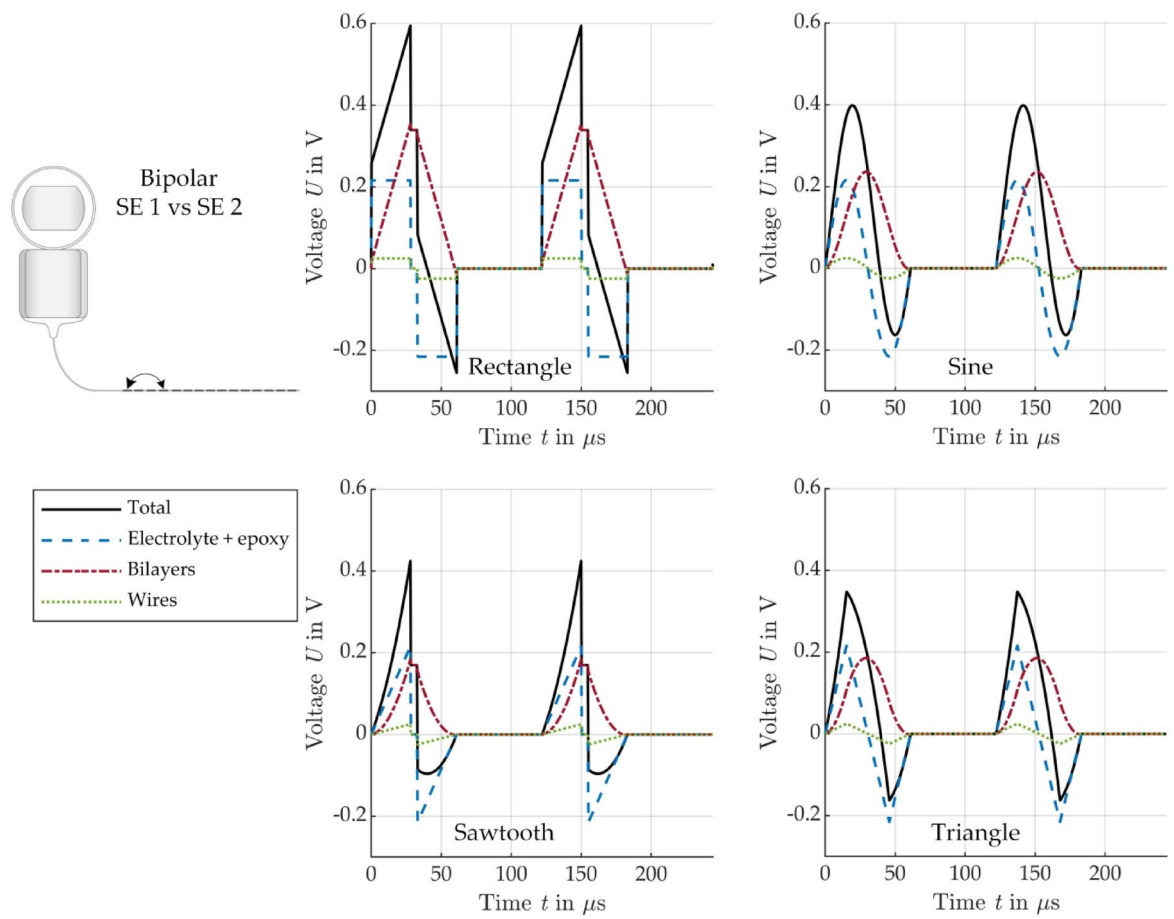 Bipolar
SE 1 vs SE 2
0.6
0.4
0.2
0
-0.2
Voltage U in V
Rectangle
0 50 100 150 200
Time t in μs
0.6
0.4
0.2
0
-0.2
Voltage U in V
Sine
0 50 100 150 200
Time t in μs
Total
Electrolyte + epoxy
Bilayers
Wires
0.6
0.4
0.2
0
-0.2
Voltage U in V
Sawtooth
0 50 100 150 200
Time t in μs
0.6
0.4
0.2
0
-0.2
Voltage U in V
Triangle
0 50 100 150 200
Time t in μs